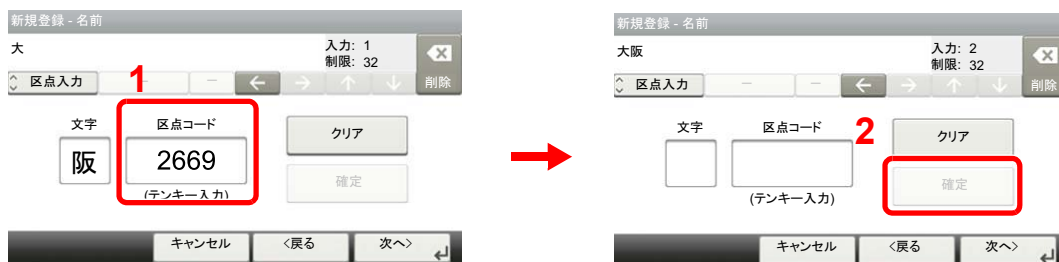 新規登録 - 名前
大
入力: 1
制限: 32
区点入力
1
削除
文字
区点コード
阪
2669
(テンキー入力)
クリア
確定
キャンセル
<戻る
次へ>
新規登録 - 名前
大阪
入力: 2
制限: 32
区点入力
削除
文字
区点コード
2
(テンキー入力)
クリア
確定
キャンセル
<戻る
次へ>